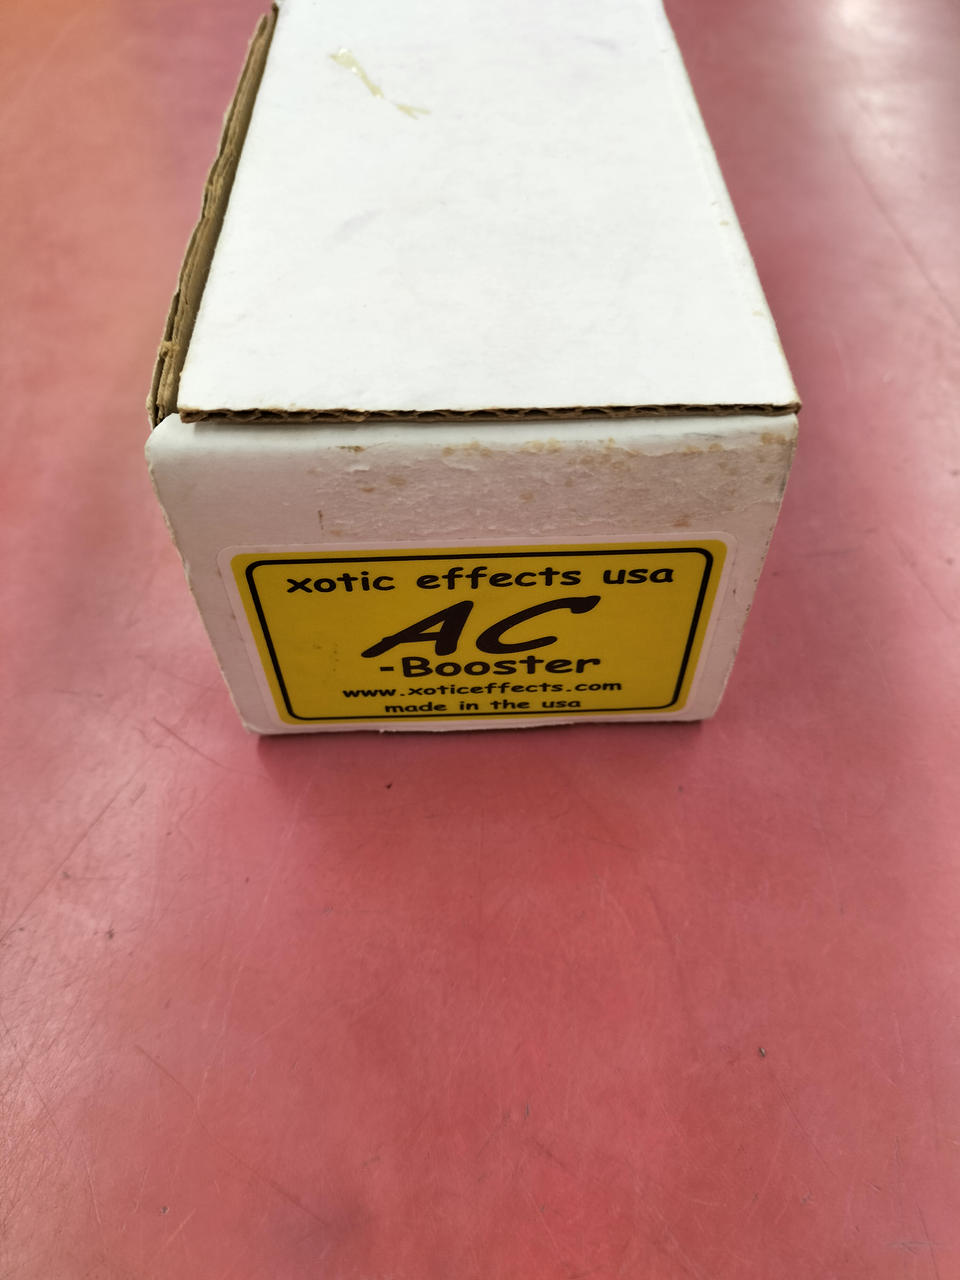 xotic effects usa
AC
-Booster
www.xoticeffects.com
made in the usa